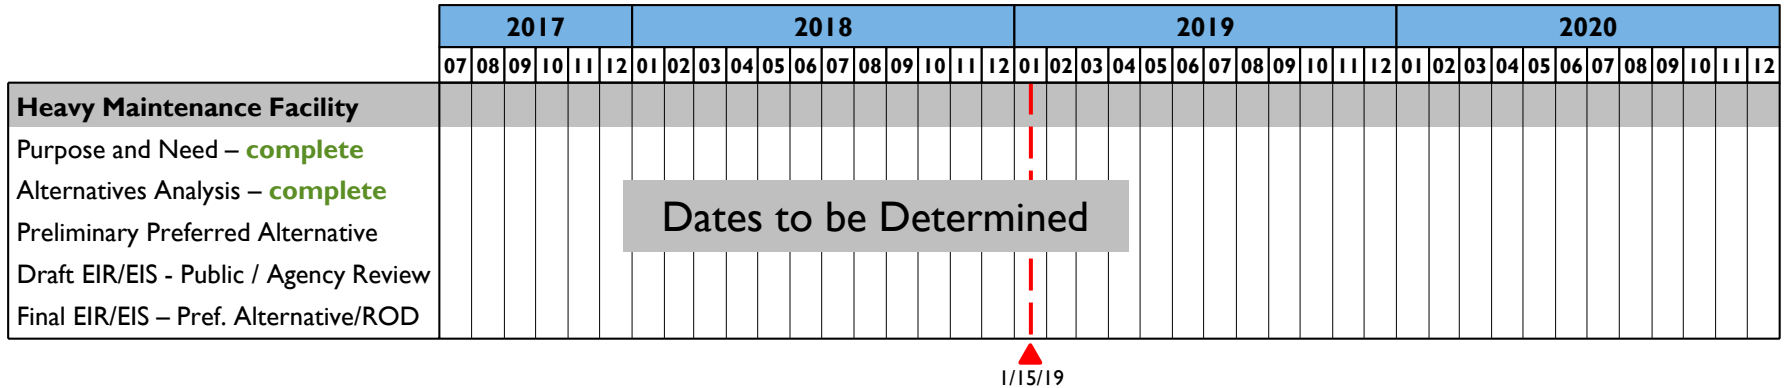 2017 2018 2019 2020
07 08 09 10 11 12 01 02 03 04 05 06 07 08 09 10 11 12 01 02 03 04 05 06 07 08 09 10 11 12 01 02 03 04 05 06 07 08 09 10 11 12
Heavy Maintenance Facility
Purpose and Need – complete
Alternatives Analysis – complete
Dates to be Determined
Preliminary Preferred Alternative
Draft EIR/EIS - Public / Agency Review
Final EIR/EIS – Pref. Alternative/ROD
1/15/19